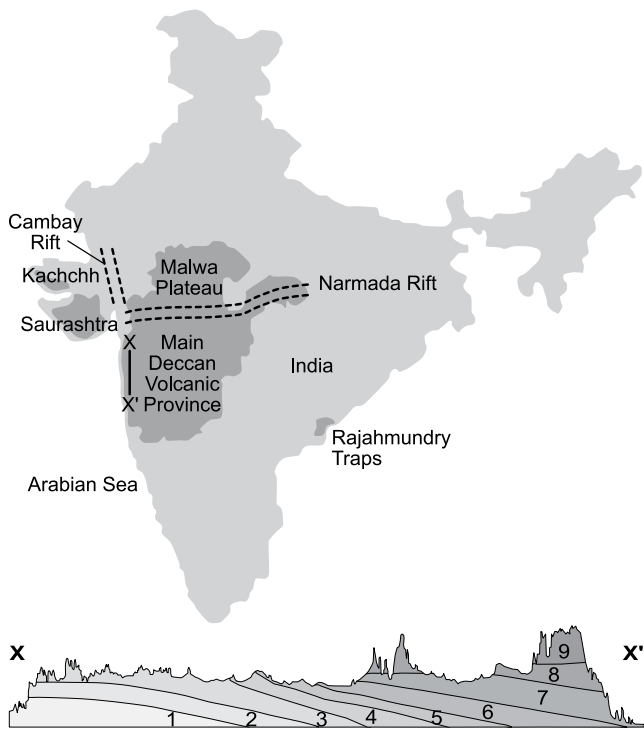 Cambay
Rift
Kachchh
Malwa
Plateau
Narmada Rift
Saurashtra
X
Main
Deccan
Volcanic
X' Province
India
Rajahmundry
Traps
Arabian Sea
X
X'
1
2
3
4
5
6
7
8
9